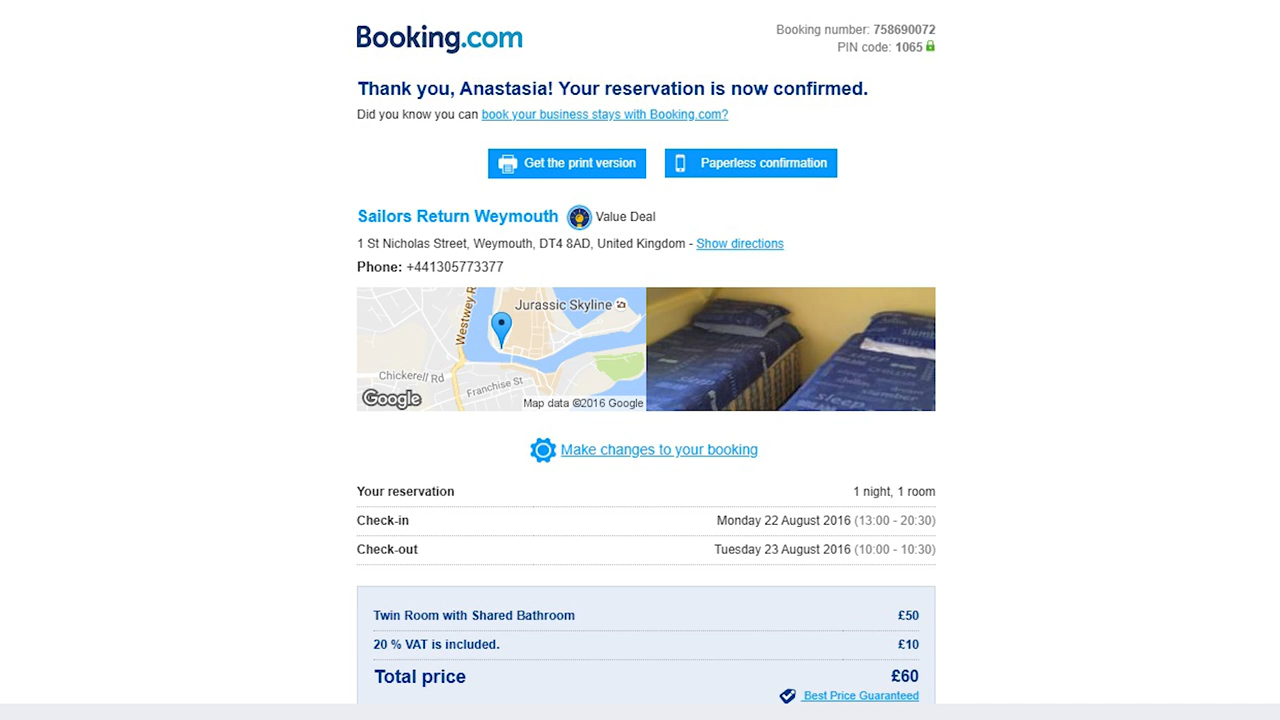 Booking.com
Booking number: 758690072
PIN code: 1065
Thank you, Anastasia! Your reservation is now confirmed.
Did you know you can book your business stays with Booking.com?
Get the print version
Paperless confirmation
Sailors Return Weymouth Value Deal
1 St Nicholas Street, Weymouth, DT4 8AD, United Kingdom - Show directions
Phone: +441305773377
Jurassic Skyline
Westwey R
Chickerell Rd
Franchise St
Google
Map data ©2016 Google
slumb
sleep
Make changes to your booking
Your reservation 1 night, 1 room
Check-in Monday 22 August 2016 (13:00 - 20:30)
Check-out Tuesday 23 August 2016 (10:00 - 10:30)
Twin Room with Shared Bathroom £50
20 % VAT is included. £10
Total price £60
Best Price Guaranteed